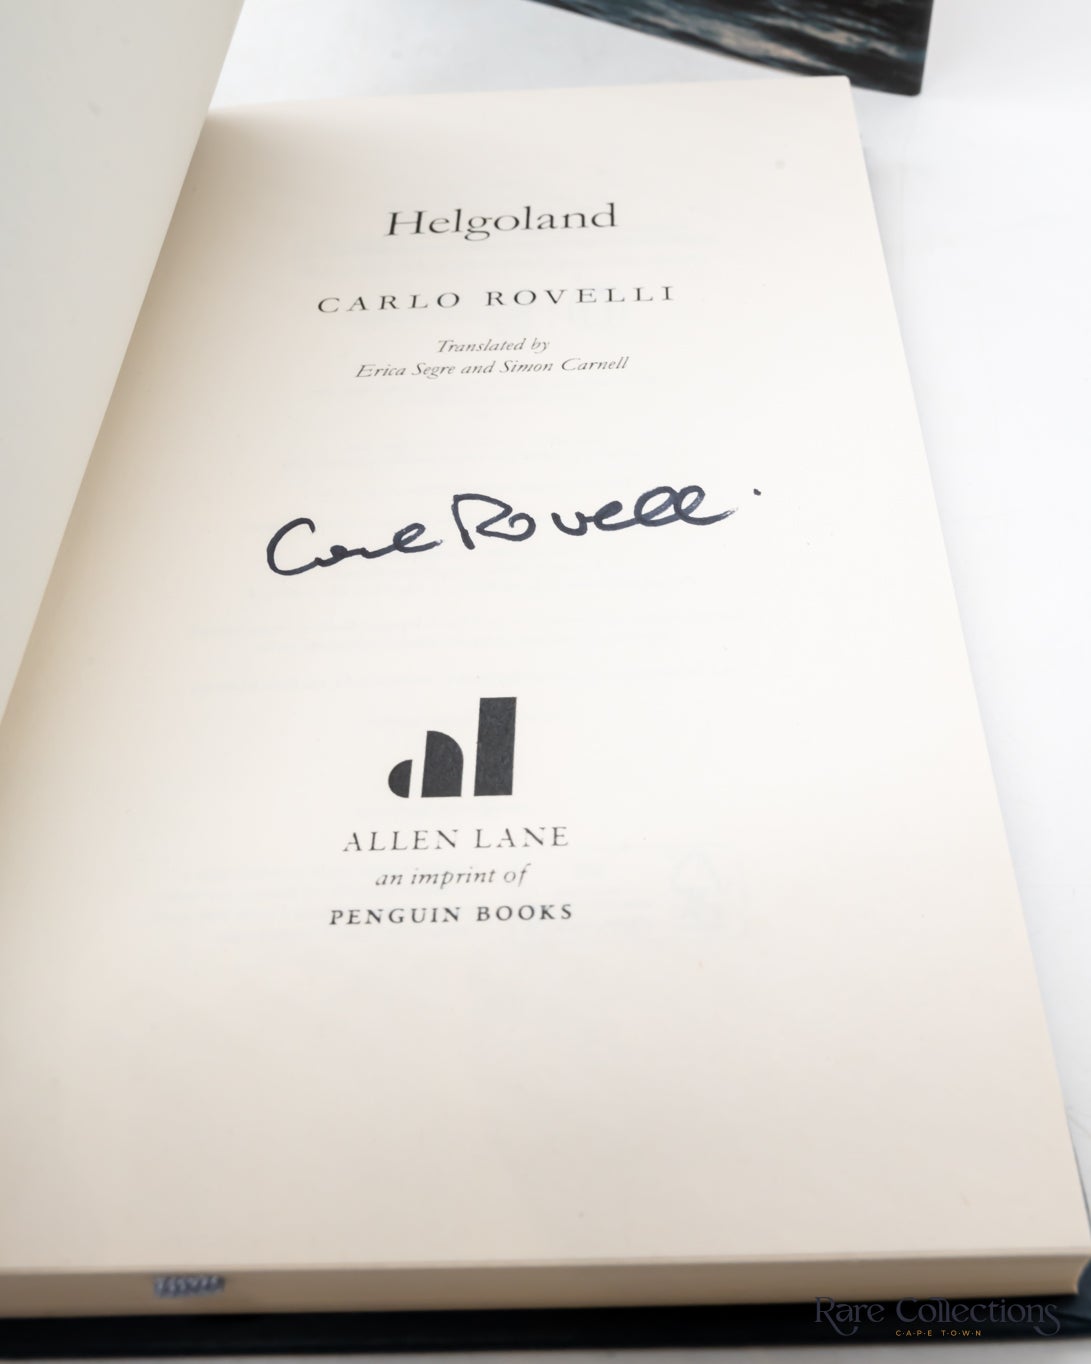 Helgoland
CARLO ROVELLI
Translated by
Erica Segre and Simon Carnell
Carlo Rovelli
ALLEN LANE
an imprint of
PENGUIN BOOKS
Rare Collections
CAPE TOWN